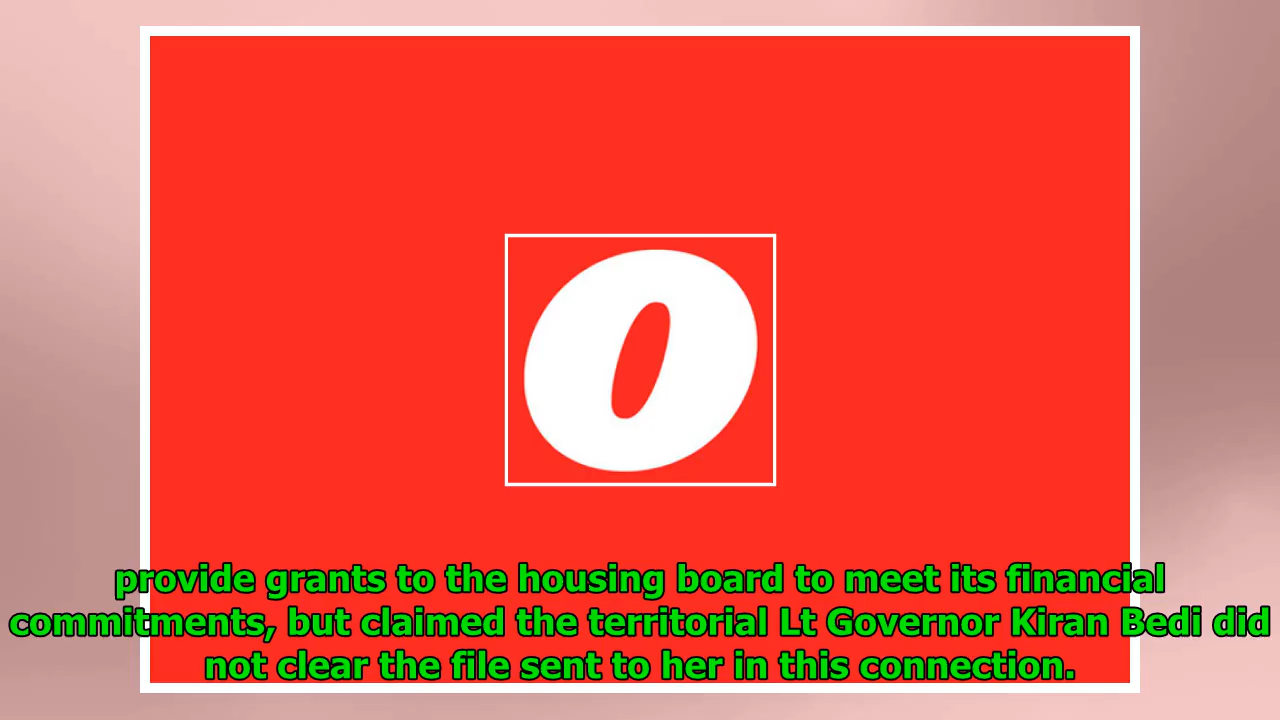 O
provide grants to the housing board to meet its financial
commitments, but claimed the territorial Lt Governor Kiran Bedi did
not clear the file sent to her in this connection.